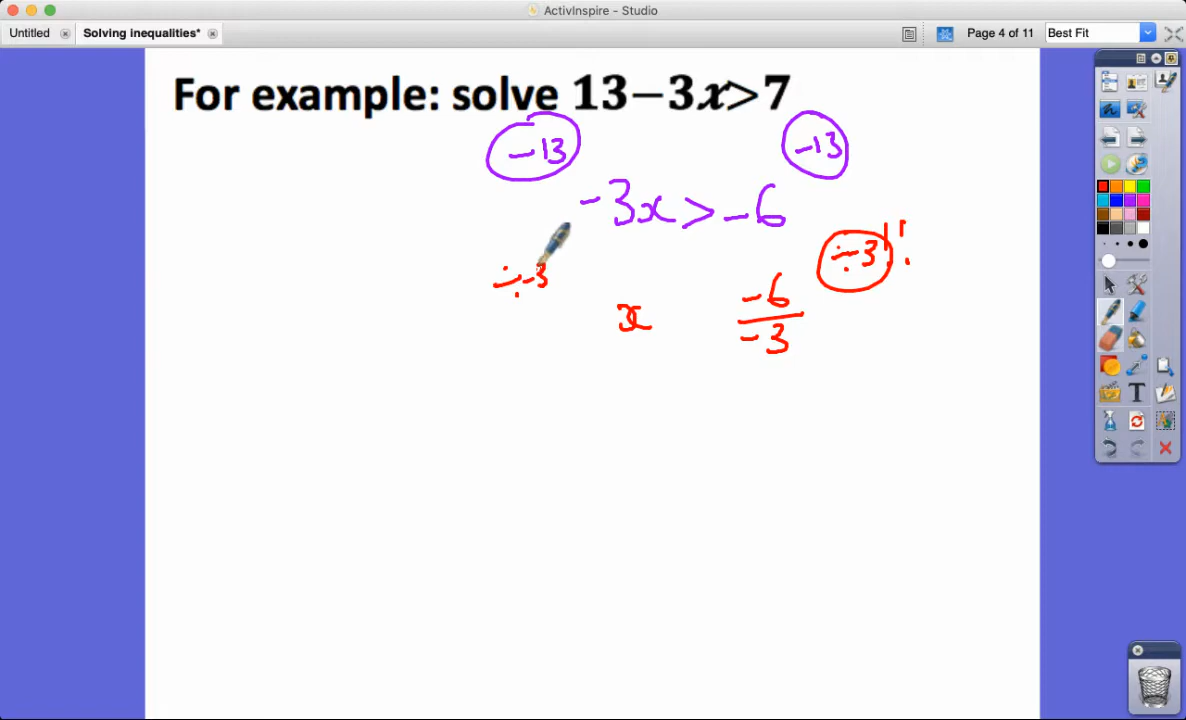 ActivInspire - Studio
Untitled
Solving inequalities*
Page 4 of 11
Best Fit
For example: solve 13−3x>7
−13 −13
-3x > -6
÷-3 ÷-3!!
x -6
-3
T